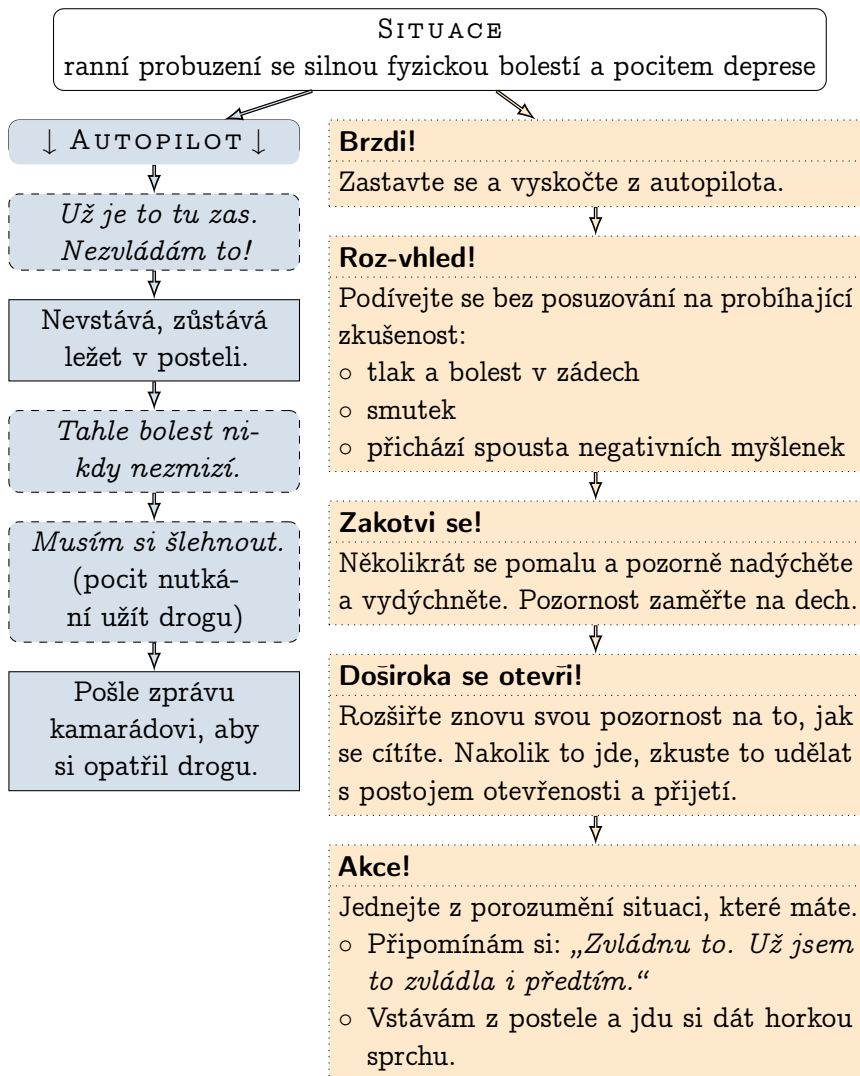 SITUACE
ranní probuzení se silnou fyzickou bolestí a pocitem deprese
↓ AUTOPILOT ↓
Už je to tu zas.
Nezvládám to!
Nevstává, zůstává
ležet v posteli.
Tahle bolest ni-
kdy nezmizí.
Musím si šlehnout.
(pocit nutká-
ní užít drogu)
Pošle zprávu
kamarádovi, aby
si opatřil drogu.
Brzdi!
Zastavte se a vyskočte z autopilota.
Roz-vhled!
Podívejte se bez posuzování na probíhající
zkušenost:
○ tlak a bolest v zádech
○ smutek
○ přichází spousta negativních myšlenek
Zakotvi se!
Několikrát se pomalu a pozorně nadýchěte
a vydýchněte. Pozornost zaměřte na dech.
Doširoka se otevři!
Rozšiřte znovu svou pozornost na to, jak
se cítíte. Nakolik to jde, zkuste to udělat
s postojem otevřenosti a přijetí.
Akce!
Jednejte z porozumění situaci, které máte.
○ Připomínám si: „Zvládnu to. Už jsem
to zvládla i předtím.“
○ Vstávám z postele a jdu si dát horkou
sprchu.